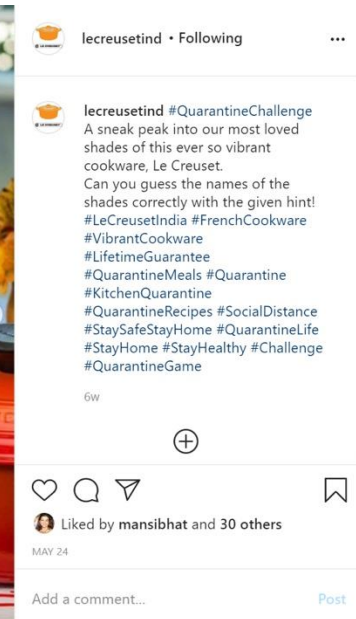 lecreusetind • Following
lecreusetind #QuarantineChallenge
A sneak peak into our most loved
shades of this ever so vibrant
cookware, Le Creuset.
Can you guess the names of the
shades correctly with the given hint!
#LeCreusetIndia #FrenchCookware
#VibrantCookware
#LifetimeGuarantee
#QuarantineMeals #Quarantine
#KitchenQuarantine
#QuarantineRecipes #SocialDistance
#StaySafeStayHome #QuarantineLife
#StayHome #StayHealthy #Challenge
#QuarantineGame
6w
Liked by mansibhat and 30 others
MAY 24
Add a comment... Post